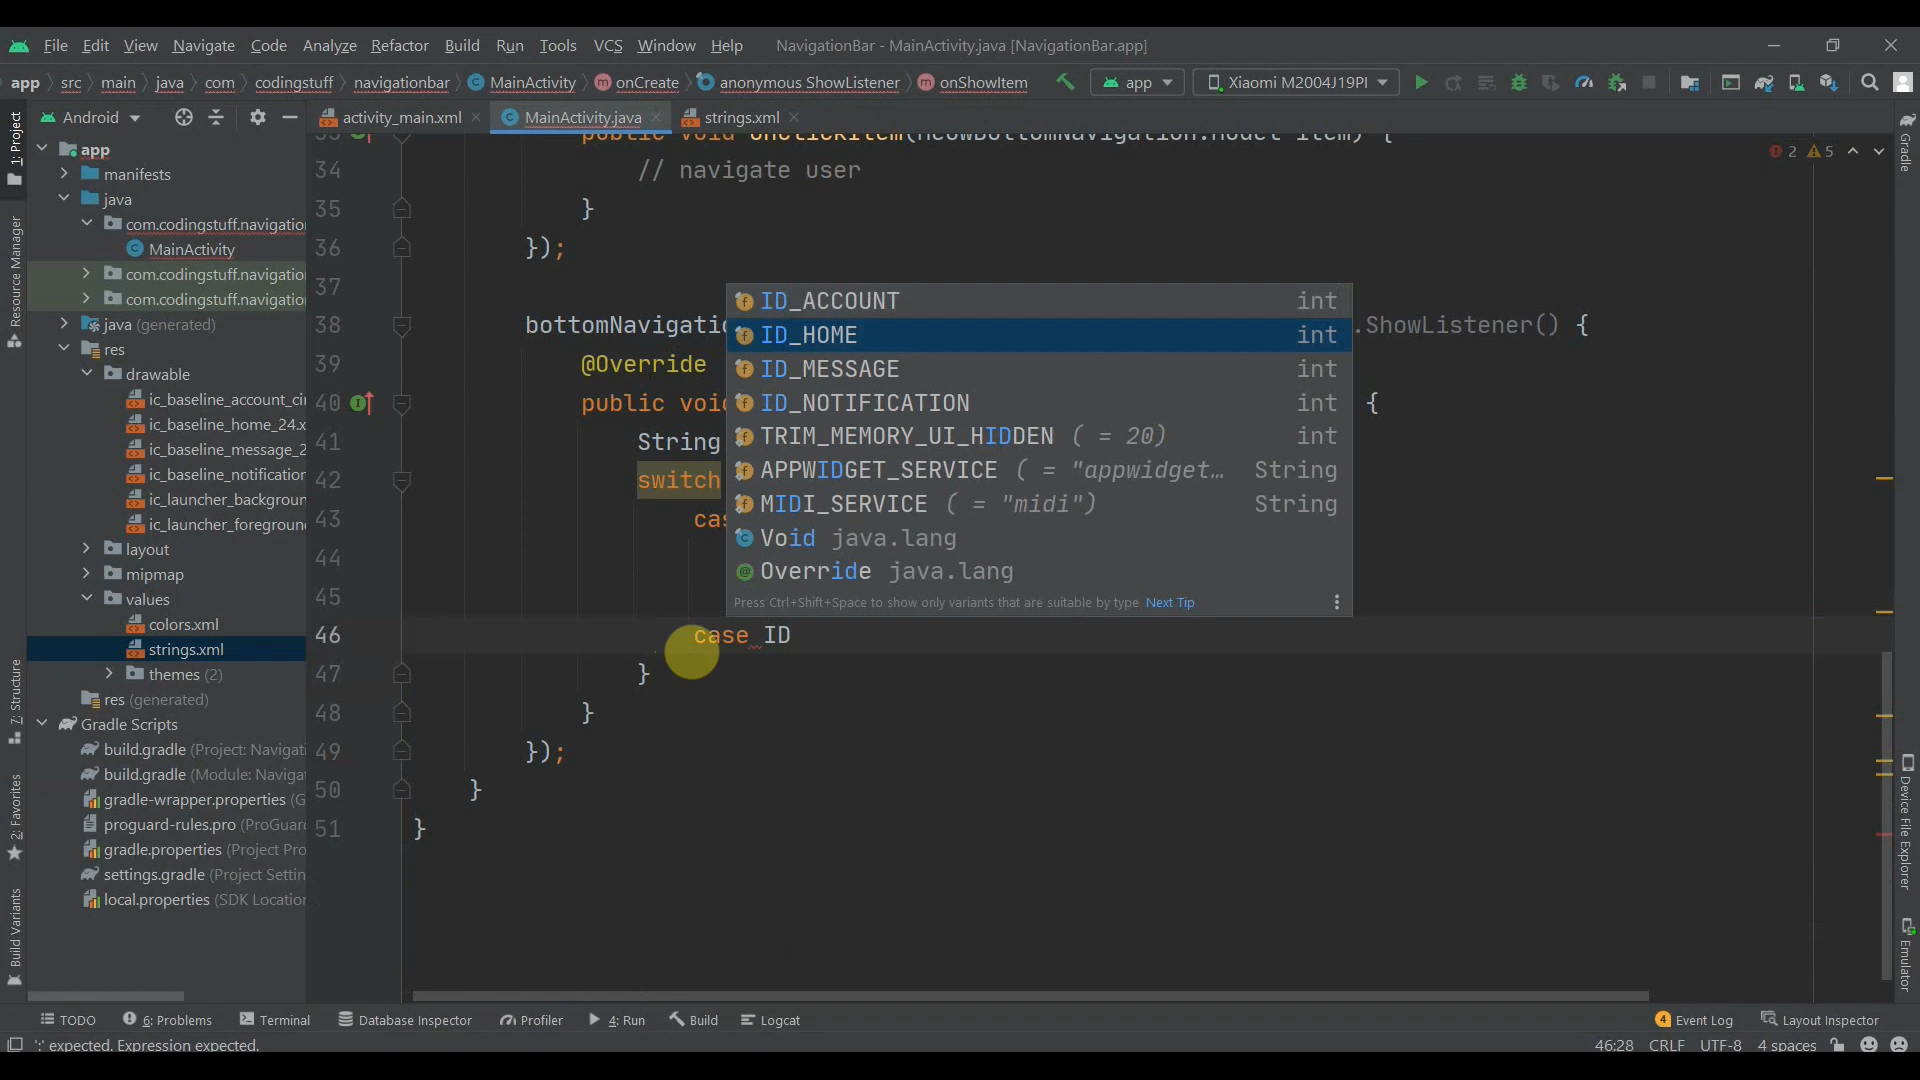 File Edit View Navigate Code Analyze Refactor Build Run Tools VCS Window Help NavigationBar - MainActivity.java [NavigationBar.app]
app src main java com codingstuff navigationbar MainActivity onCreate anonymous ShowListener onShowItem app Xiaomi M2004J19PI
Android activity_main.xml MainActivity.java strings.xml
1: Project
Resource Manager
7: Structure
2: Favorites
Build Variants
app
manifests
java
com.codingstuff.navigatio
MainActivity
com.codingstuff.navigatio
com.codingstuff.navigatio
java (generated)
res
drawable
ic_baseline_account_ci
ic_baseline_home_24.x
ic_baseline_message_2
ic_baseline_notification
ic_launcher_backgroun
ic_launcher_foreground
layout
mipmap
values
colors.xml
strings.xml
themes (2)
res (generated)
Gradle Scripts
build.gradle (Project: Navigati
build.gradle (Module: Naviga
gradle-wrapper.properties (G
proguard-rules.pro (ProGuard
gradle.properties (Project Pro
settings.gradle (Project Settin
local.properties (SDK Location
2 5
34 // navigate user
35 }
36 });
37
38 bottomNavigatio .ShowListener() {
39 @Override
40 public void {
41 String
42 switch
43 cas
44
45
46 case ID
47 }
48 }
49 });
50 }
51 }
ID_ACCOUNT int
ID_HOME int
ID_MESSAGE int
ID_NOTIFICATION int
TRIM_MEMORY_UI_HIDDEN ( = 20) int
APPWIDGET_SERVICE ( = "appwidget… String
MIDI_SERVICE ( = "midi") String
Void java.lang
Override java.lang
Press Ctrl+Shift+Space to show only variants that are suitable by type Next Tip
Gradle
Device File Explorer
Emulator
TODO 6: Problems Terminal Database Inspector Profiler 4: Run Build Logcat 4 Event Log Layout Inspector
':' expected. Expression expected. 46:28 CRLF UTF-8 4 spaces